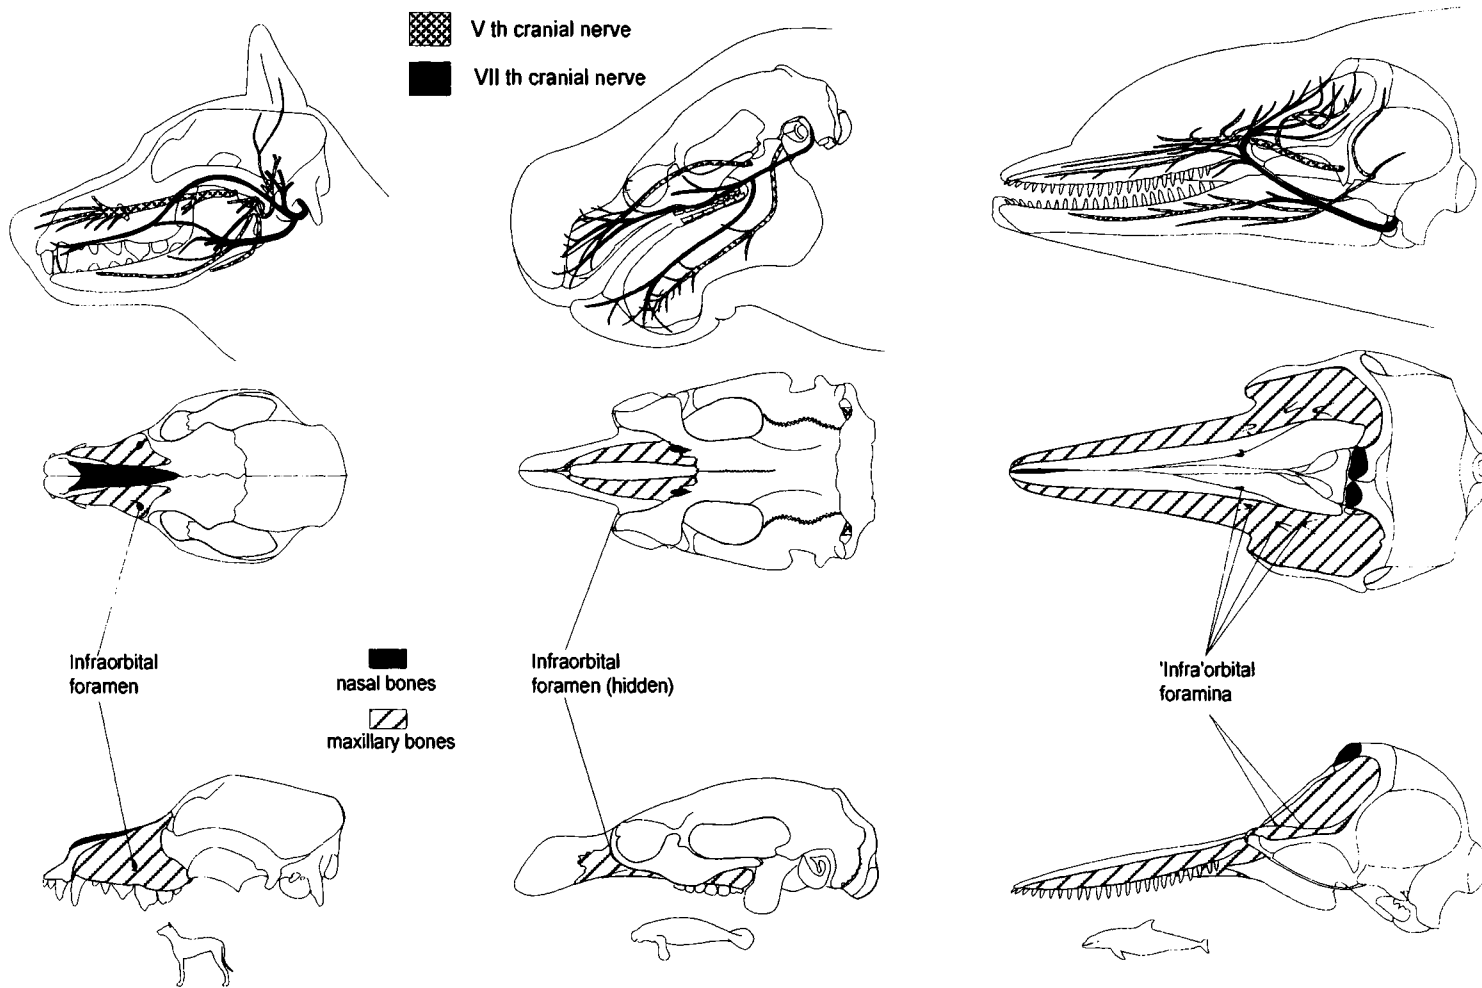 V th cranial nerve
VII th cranial nerve
Infraorbital
foramen
nasal bones
maxillary bones
Infraorbital
foramen (hidden)
'Infra'orbital
foramina